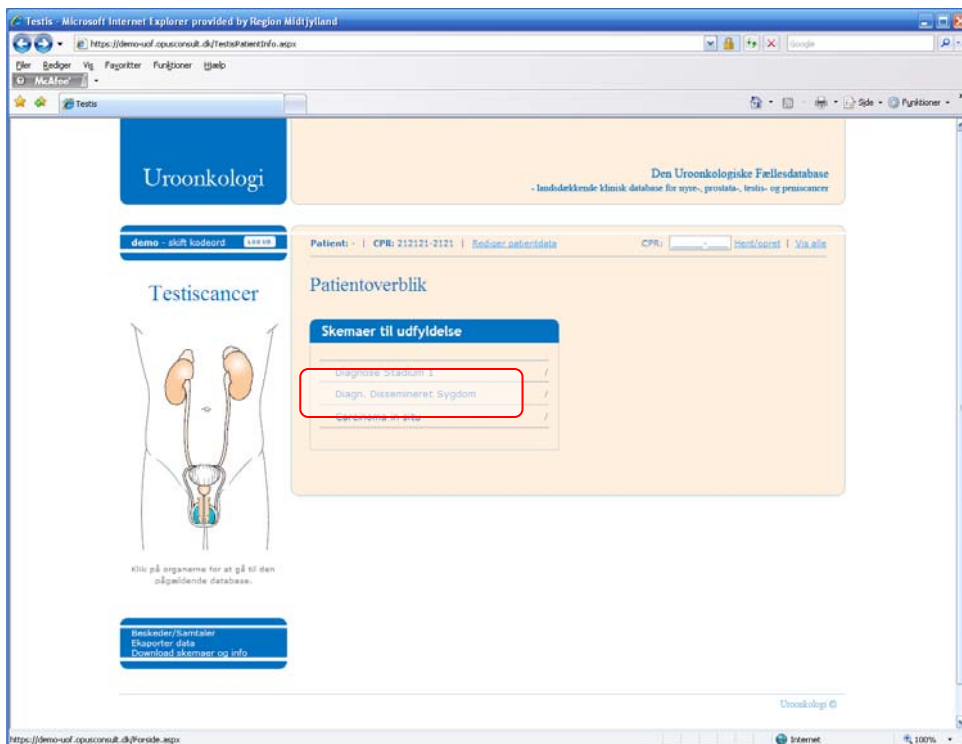 Testis - Microsoft Internet Explorer provided by Region Midtjylland
https://demo-uof.opusconsult.dk/TestisPatientInfo.aspx
Google
Filer Rediger Vis Favoritter Funktioner Hjælp
McAfee
Testis
Side Funktioner
Uroonkologi
Den Uroonkologiske Fællesdatabase
- landsdækkende klinisk database for nyre-, prostata-, testis- og peniscancer
demo - skift kodeord LOG UD
Patient: - | CPR: 212121-2121 | Rediger patientdata CPR: - Hent/opret | Vis alle
Testiscancer
Patientoverblik
Skemaer til udfyldelse
Diagnose Stadium 1 /
Diagn. Dissemineret Sygdom /
Carcinoma in situ /
Klik på organerne for at gå til den
pågældende database.
Beskeder/Samtaler
Eksporter data
Download skemaer og info
Uroonkologi ©
https://demo-uof.opusconsult.dk/Forside.aspx
Internet
100%